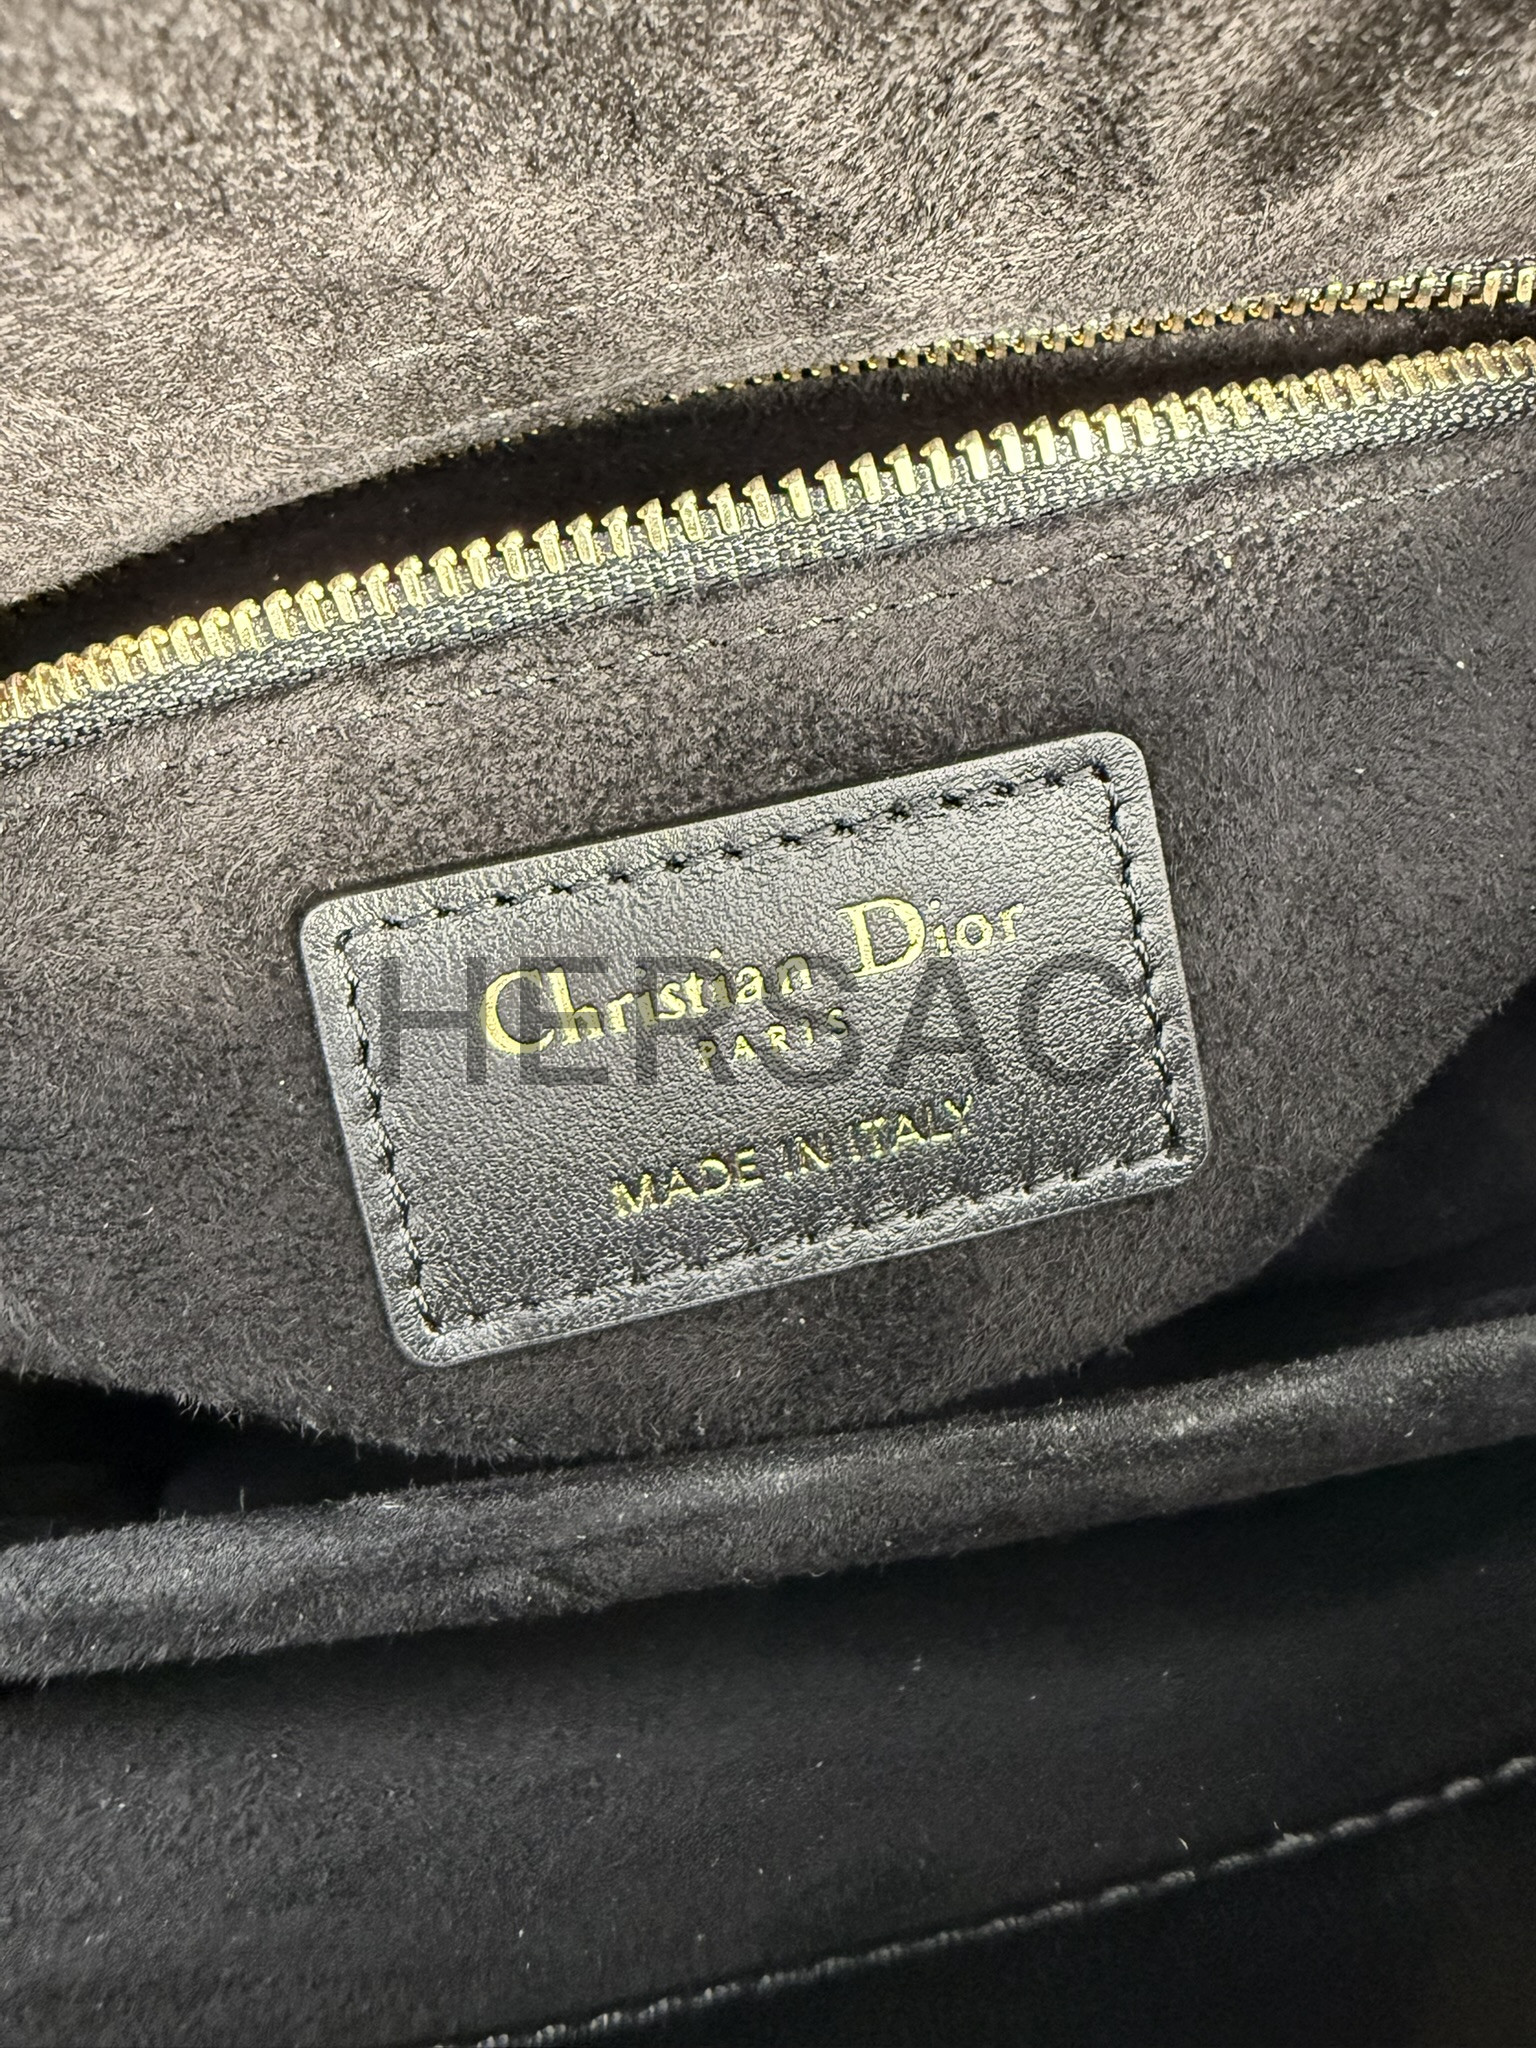 Christian Dior
PARIS
HERSAC
MADE IN ITALY